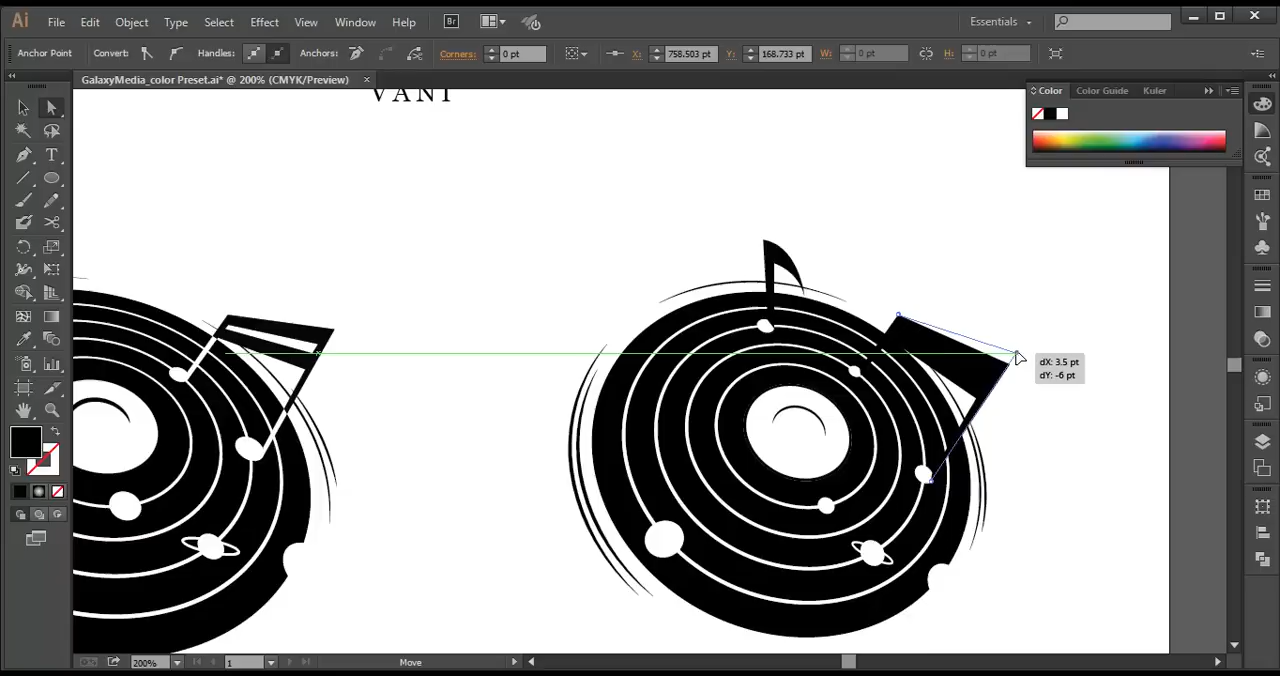 Ai File Edit Object Type Select Effect View Window Help Br Essentials
Anchor Point Convert: Handles: Anchors: Corners: 0 pt X: 758.503 pt Y: 168.733 pt W: 0 pt H: 0 pt
GalaxyMedia_color Preset.ai* @ 200% (CMYK/Preview) ×
Color Color Guide Kuler
VANI
dX: 3.5 pt
dY: -6 pt
200% 1 Move